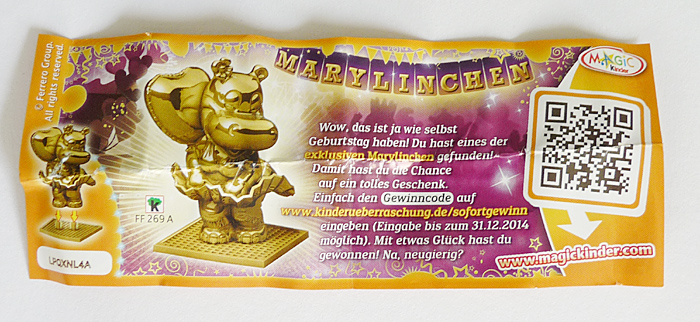 © Ferrero Group.
All rights reserved.
MARYLINCHEN
MAGIC
Kinder
Wow, das ist ja wie selbst
Geburtstag haben! Du hast eines der
exklusiven Marylinchen gefunden!
Damit hast du die Chance
auf ein tolles Geschenk.
Einfach den Gewinncode auf
www.kinderueberraschung.de/sofortgewinn
eingeben (Eingabe bis zum 31.12.2014
möglich). Mit etwas Glück hast du
gewonnen! Na, neugierig?
FF 269 A
LPQXNL4A
www.magickinder.com